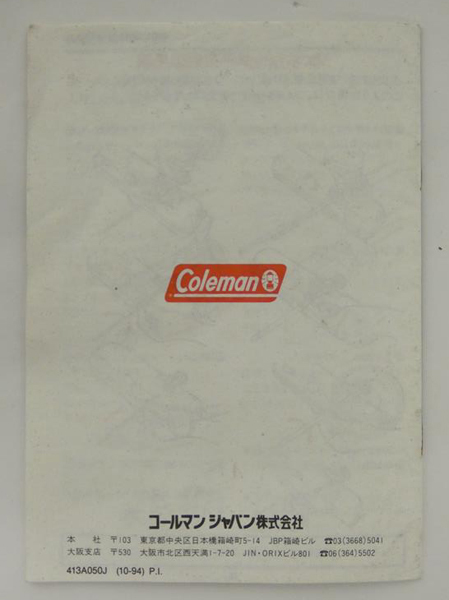 Coleman
コールマン ジャパン株式会社
本 社 〒103 東京都中央区日本橋箱崎町5-14 JBP箱崎ビル ☎03(3668)5041
大阪支店 〒530 大阪市北区西天満1-7-20 JIN・ORIXビル801 ☎06(364)5502
413A050J (10-94) P.I.